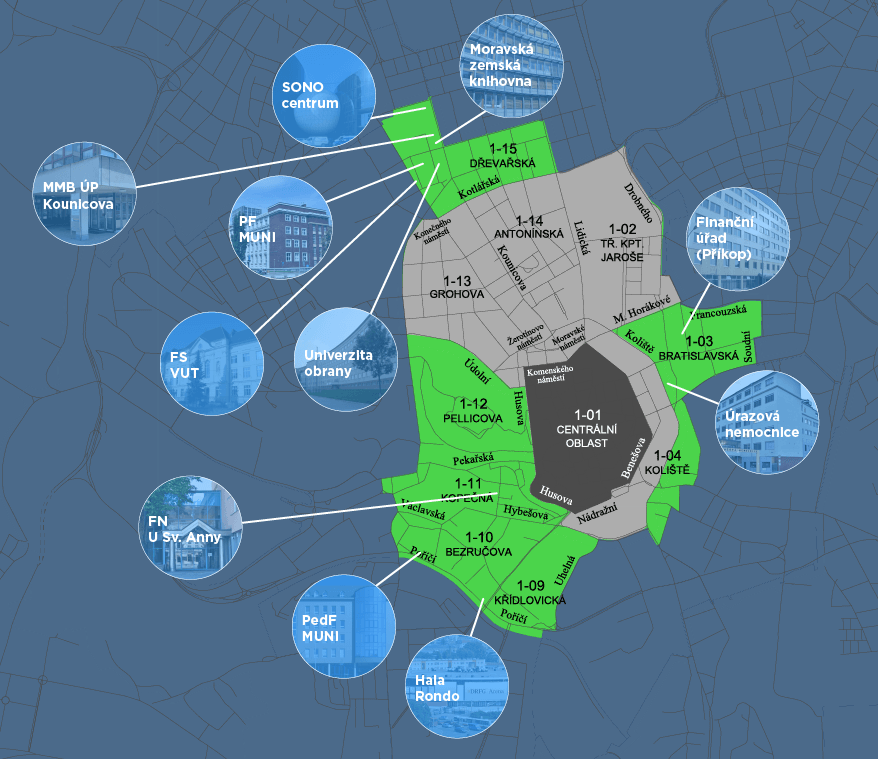 Moravská
zemská
knihovna
SONO
centrum
1-15
DŘEVAŘSKÁ
MMB ÚP
Kounicova
Kotlářská
Drobného
PF
MUNI
Konečného
náměstí
1-14
ANTONÍNSKÁ
Lidická
1-02
TŘ. KPT.
JAROŠE
Finanční
úřad
(Příkop)
Kounicova
1-13
GROHOVA
M. Horákové
Francouzská
Žerotínovo
náměstí
Moravské
náměstí
Koliště
1-03
BRATISLAVSKÁ
Soudní
FS
VUT
Univerzita
obrany
Údolní
Komenského
náměstí
1-12
PELLICOVA
Husova
1-01
CENTRÁLNÍ
OBLAST
Úrazová
nemocnice
Benešova
1-04
KOLIŠTĚ
Pekařská
1-11
KOPEČNÁ
Husova
Václavská
Hybešova
Nádražní
FN
U Sv. Anny
1-10
BEZRUČOVA
Poříčí
Uhelná
1-09
KŘÍDLOVICKÁ
Poříčí
PedF
MUNI
Hala
Rondo
DRFG Arena